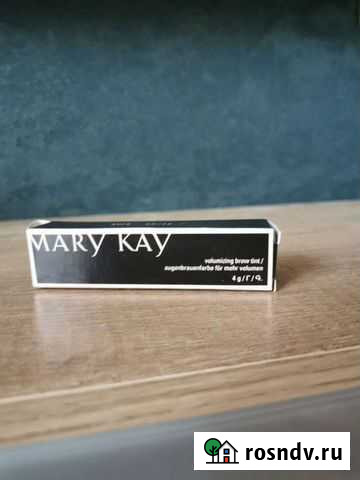 MARY KAY
volumizing brow tint /
augenbrauenfarbe für mehr volumen
4 g / г / ג.
rosndv.ru